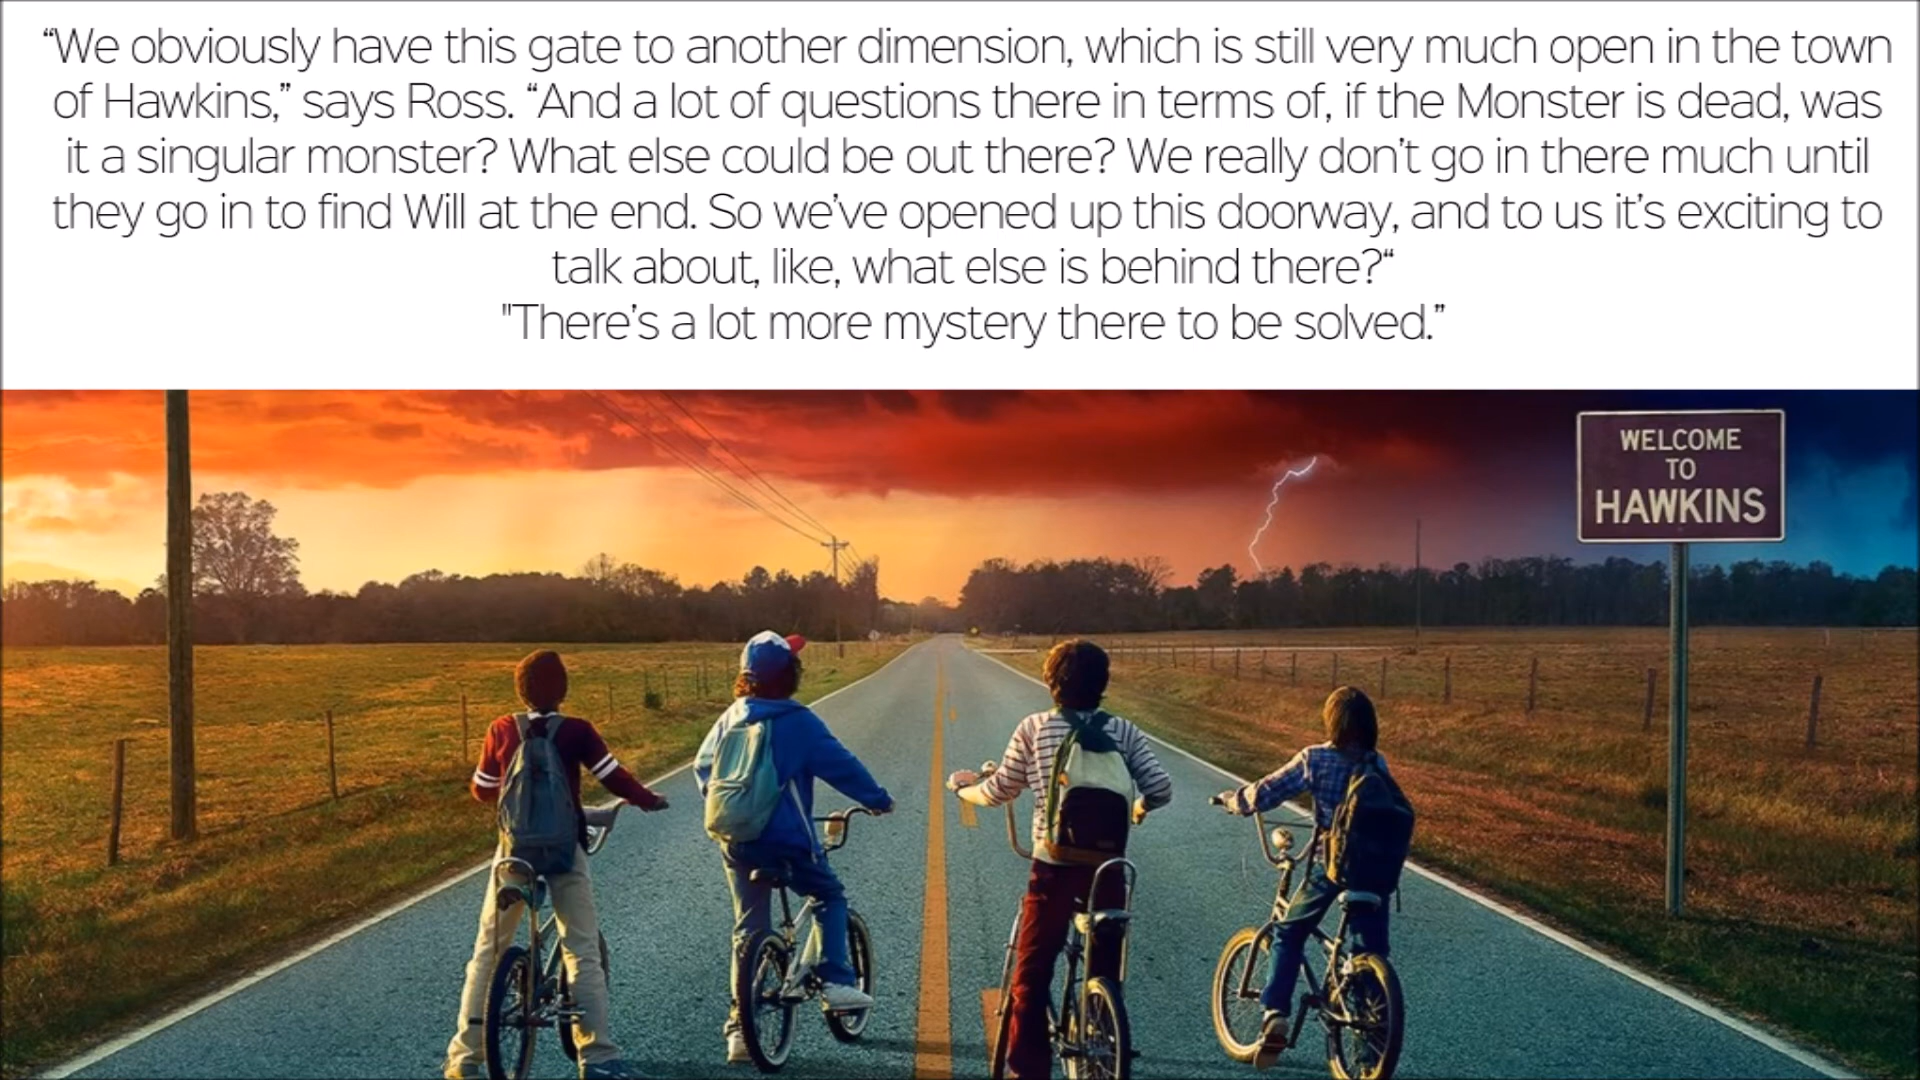 “We obviously have this gate to another dimension, which is still very much open in the town
of Hawkins,” says Ross. “And a lot of questions there in terms of, if the Monster is dead, was
it a singular monster? What else could be out there? We really don’t go in there much until
they go in to find Will at the end. So we’ve opened up this doorway, and to us it’s exciting to
talk about, like, what else is behind there?“
"There’s a lot more mystery there to be solved.”
WELCOME
TO
HAWKINS